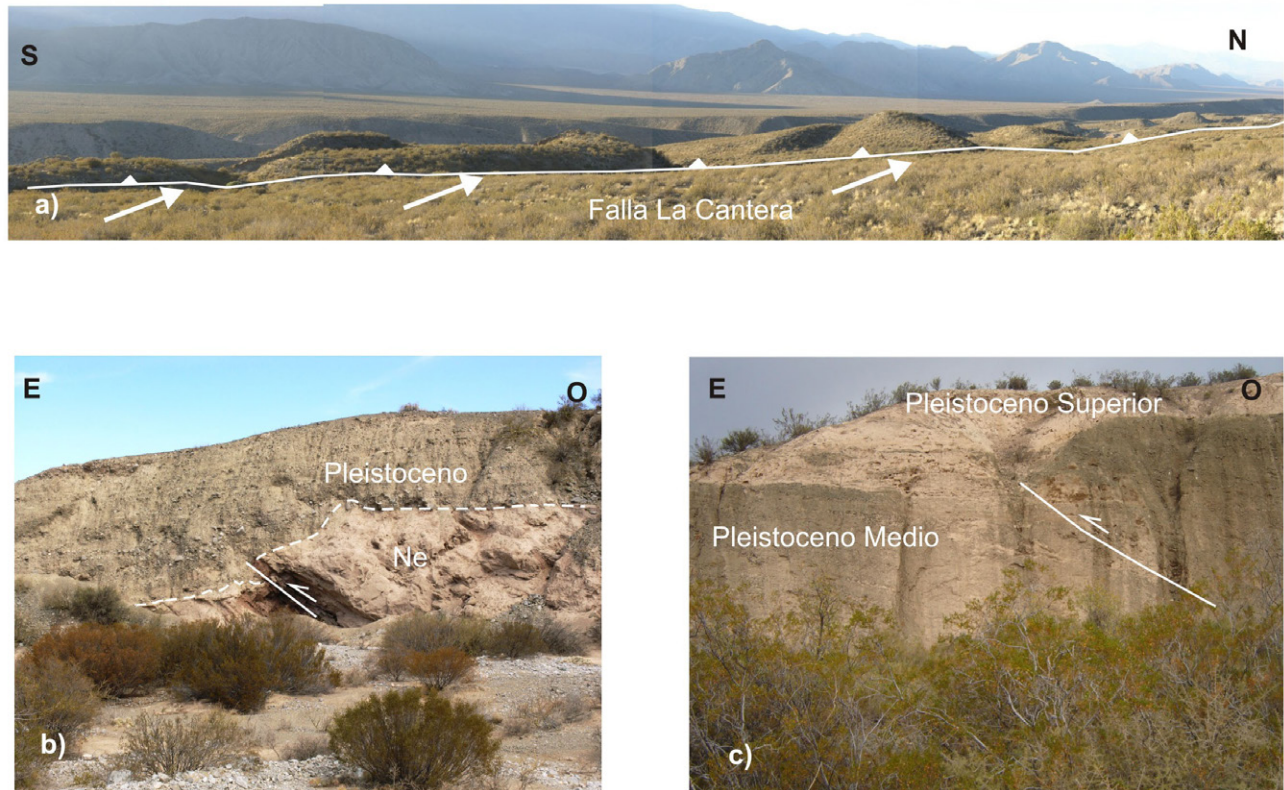 S N
a)
Falla La Cantera
E O
Pleistoceno
Ne
b)
E O
Pleistoceno Superior
Pleistoceno Medio
c)